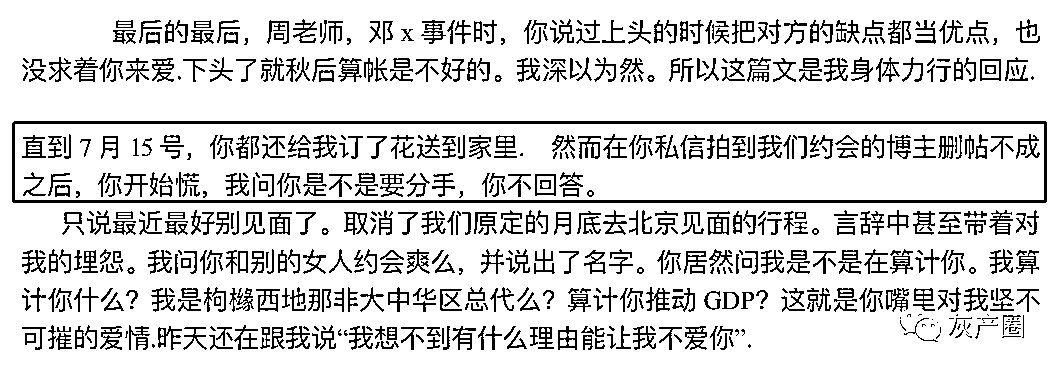 最后的最后，周老师，邓 x 事件时，你说过上头的时候把对方的缺点都当优点，也
没求着你来爱.下头了就秋后算帐是不好的。我深以为然。所以这篇文是我身体力行的回应.
直到 7 月 15 号，你都还给我订了花送到家里. 然而在你私信拍到我们约会的博主删帖不成
之后，你开始慌，我问你是不是要分手，你不回答。
只说最近最好别见面了。取消了我们原定的月底去北京见面的行程。言辞中甚至带着对
我的埋怨。我问你和别的女人约会爽么，并说出了名字。你居然问我是不是在算计你。我算
计你什么？我是枸橼西地那非大中华区总代么？算计你推动 GDP？这就是你嘴里对我坚不
可摧的爱情.昨天还在跟我说“我想不到有什么理由能让我不爱你”.
灰产圈